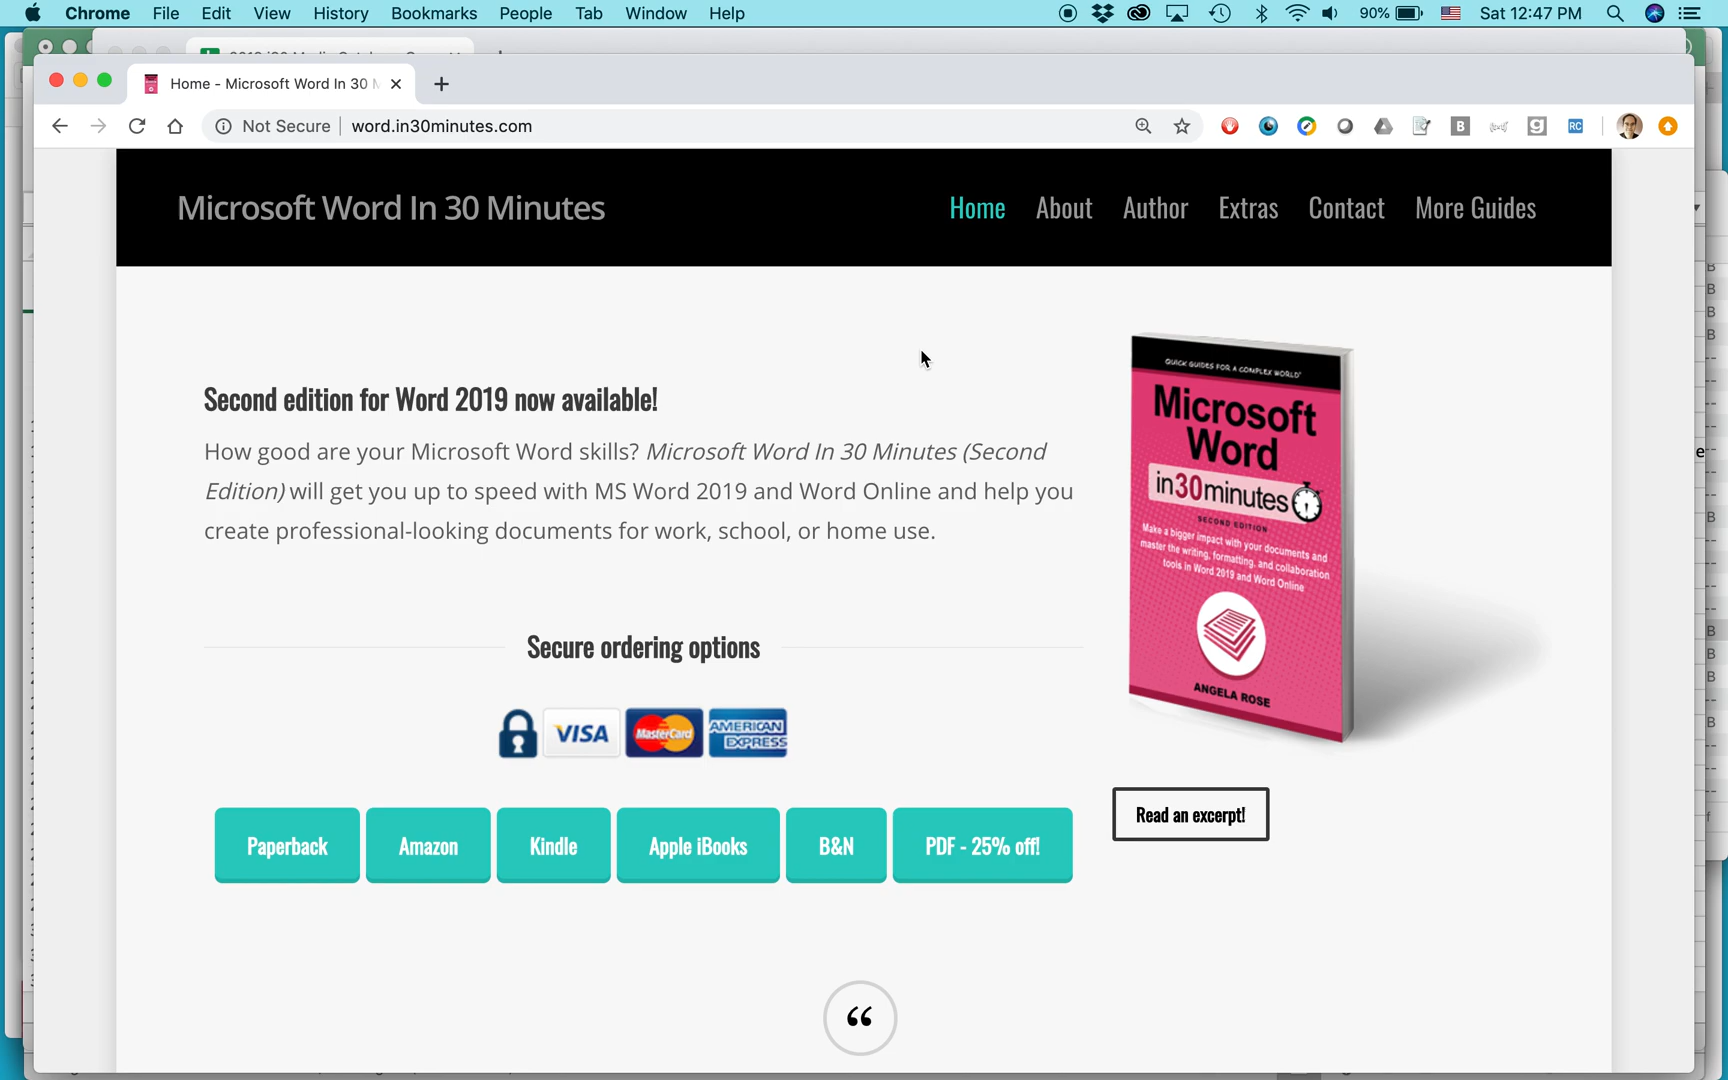 Chrome File Edit View History Bookmarks People Tab Window Help 90% Sat 12:47 PM
Home - Microsoft Word In 30 M
Not Secure word.in30minutes.com
Microsoft Word In 30 Minutes
Home About Author Extras Contact More Guides
Second edition for Word 2019 now available!
How good are your Microsoft Word skills? Microsoft Word In 30 Minutes (Second
Edition) will get you up to speed with MS Word 2019 and Word Online and help you
create professional-looking documents for work, school, or home use.
Secure ordering options
VISA MasterCard AMERICAN EXPRESS
Paperback Amazon Kindle Apple iBooks B&N PDF - 25% off!
QUICK GUIDES FOR A COMPLEX WORLD®
Microsoft
Word
in30minutes
SECOND EDITION
Make a bigger impact with your documents and
master the writing, formatting, and collaboration
tools in Word 2019 and Word Online
ANGELA ROSE
Read an excerpt!
“